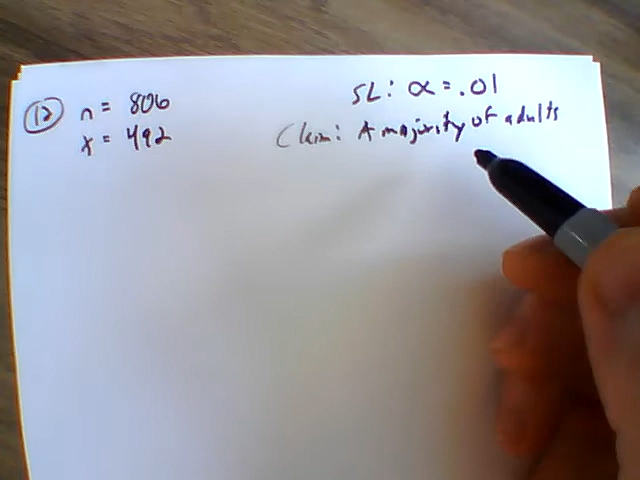 12 n = 806
x = 492
SL: α = .01
Claim: A majority of adults